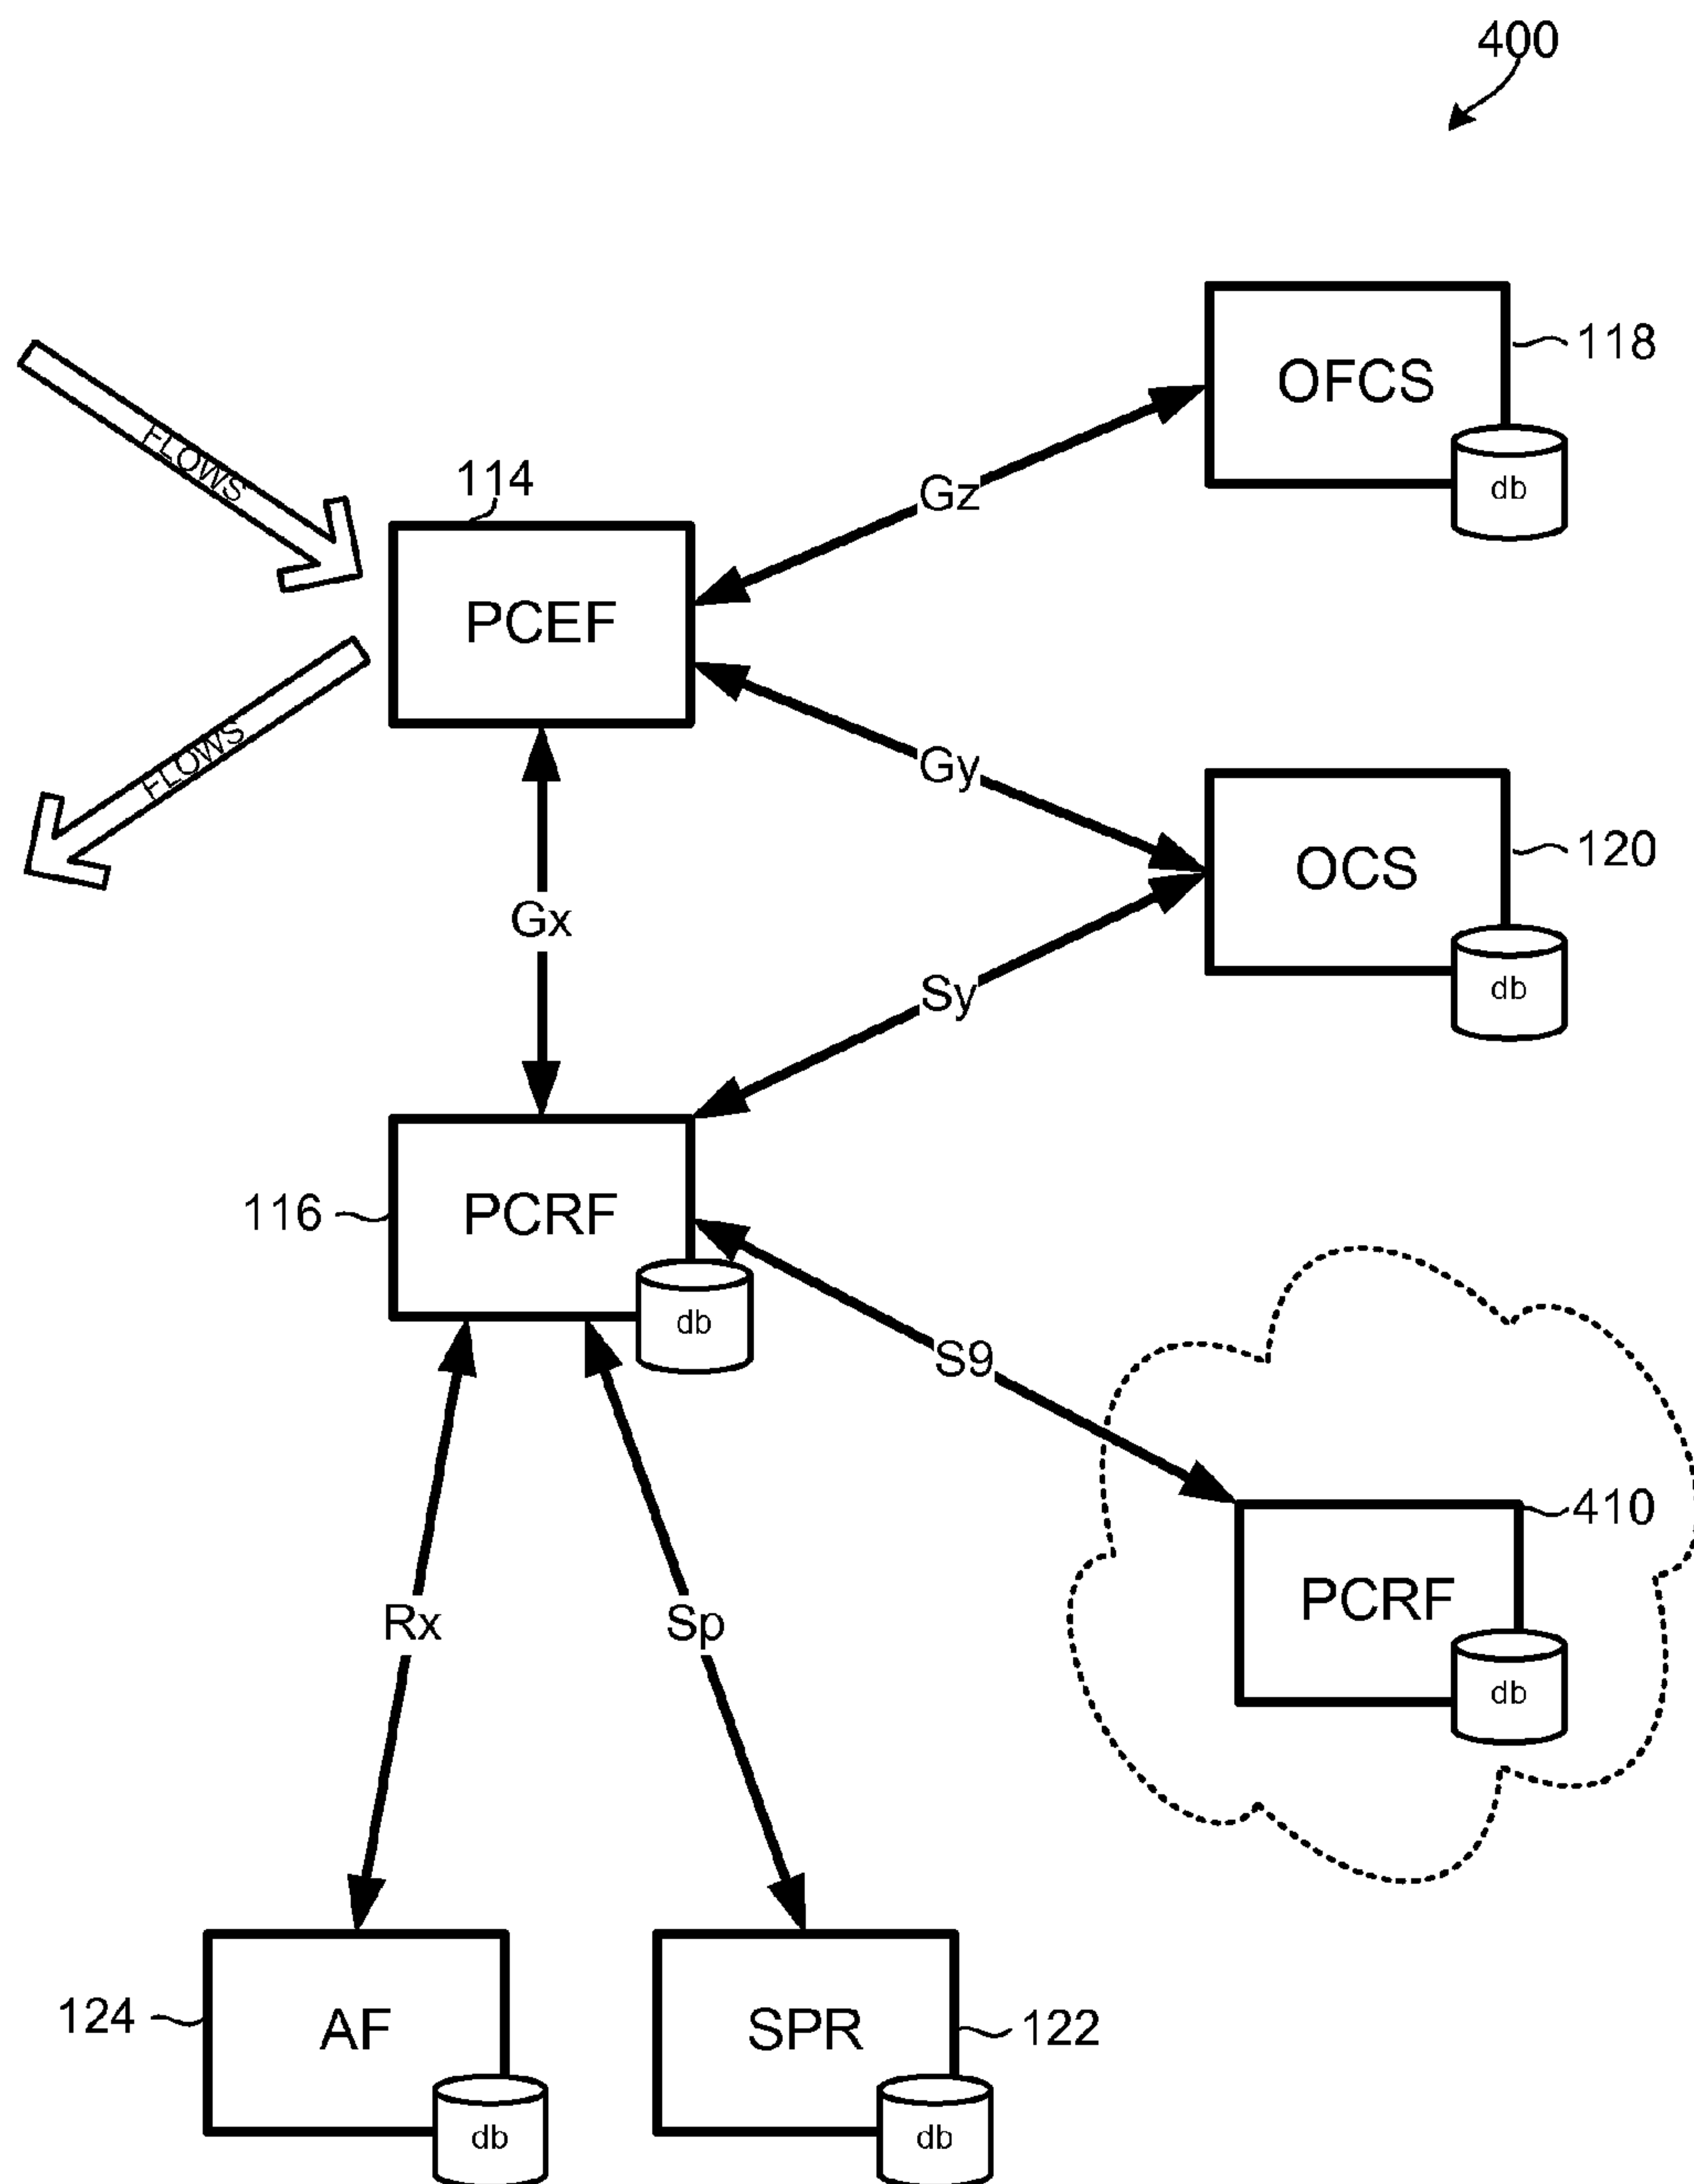 400
OFCS
118
db
FLOWS
114
Gz
PCEF
FLOWS
Gy
OCS
120
db
Gx
Sy
116
PCRF
db
S9
410
PCRF
db
Rx
Sp
124
AF
db
SPR
122
db